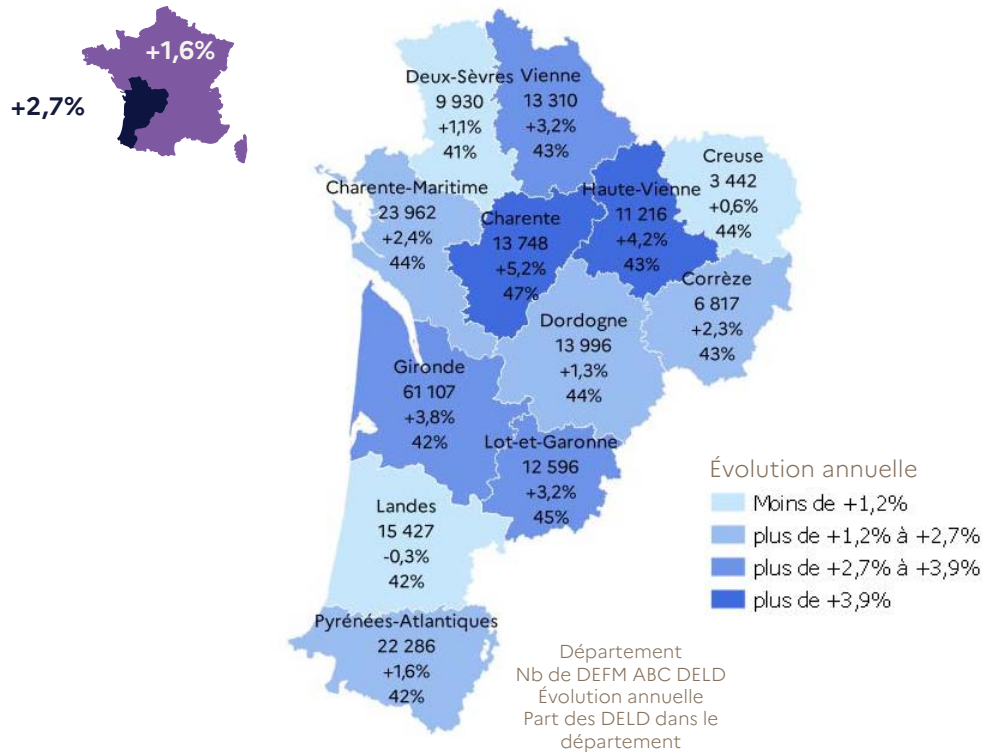 +1,6%
+2,7%
Deux-Sèvres
9 930
+1,1%
41%
Vienne
13 310
+3,2%
43%
Creuse
3 442
+0,6%
44%
Charente-Maritime
23 962
+2,4%
44%
Charente
13 748
+5,2%
47%
Haute-Vienne
11 216
+4,2%
43%
Corrèze
6 817
+2,3%
43%
Dordogne
13 996
+1,3%
44%
Gironde
61 107
+3,8%
42%
Lot-et-Garonne
12 596
+3,2%
45%
Landes
15 427
-0,3%
42%
Pyrénées-Atlantiques
22 286
+1,6%
42%
Évolution annuelle
Moins de +1,2%
plus de +1,2% à +2,7%
plus de +2,7% à +3,9%
plus de +3,9%
Département
Nb de DEFM ABC DELD
Évolution annuelle
Part des DELD dans le
département